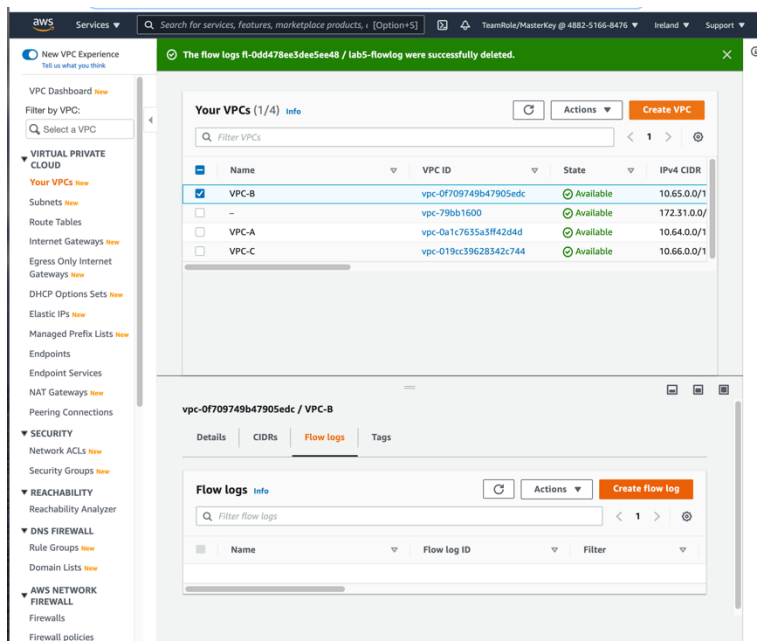 aws Services ▼ Search for services, features, marketplace products, [Option+S] TeamRole/MasterKey @ 4882-5166-8476 ▼ Ireland ▼ Support ▼
New VPC Experience
Tell us what you think
The flow logs fl-0dd478ee3dee5ee48 / lab5-flowlog were successfully deleted.
VPC Dashboard New
Filter by VPC:
Select a VPC
VIRTUAL PRIVATE
CLOUD
Your VPCs New
Subnets New
Route Tables
Internet Gateways New
Egress Only Internet
Gateways New
DHCP Options Sets New
Elastic IPs New
Managed Prefix Lists New
Endpoints
Endpoint Services
NAT Gateways New
Peering Connections
SECURITY
Network ACLs New
Security Groups New
REACHABILITY
Reachability Analyzer
DNS FIREWALL
Rule Groups New
Domain Lists New
AWS NETWORK
FIREWALL
Firewalls
Firewall policies
Your VPCs (1/4) Info Actions ▼ Create VPC
Filter VPCs 1
Name VPC ID State IPv4 CIDR
VPC-B vpc-0f709749b47905edc Available 10.65.0.0/1
– vpc-79bb1600 Available 172.31.0.0/
VPC-A vpc-0a1c7635a3ff42d4d Available 10.64.0.0/1
VPC-C vpc-019cc39628342c744 Available 10.66.0.0/1
vpc-0f709749b47905edc / VPC-B
Details CIDRs Flow logs Tags
Flow logs Info Actions ▼ Create flow log
Filter flow logs 1
Name Flow log ID Filter